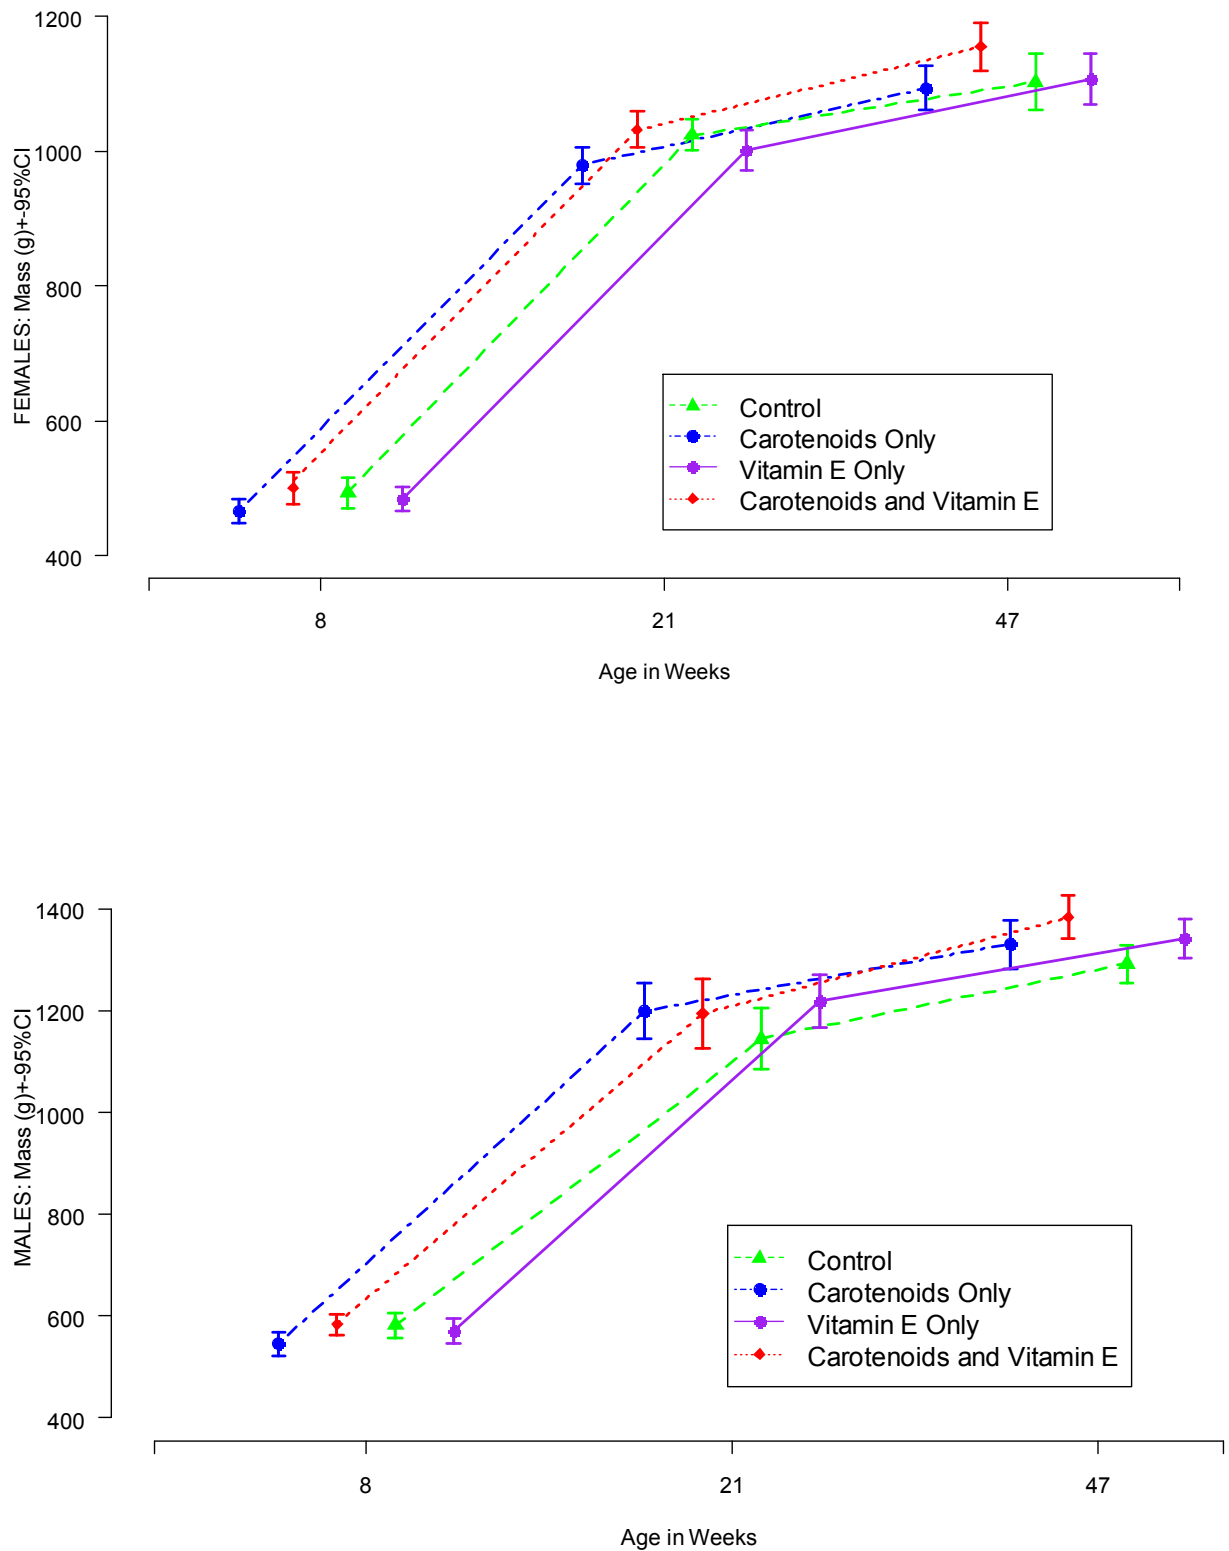 FEMALES: Mass (g)+-95%CI
1200
1000
800
600
400
Control
Carotenoids Only
Vitamin E Only
Carotenoids and Vitamin E
8 21 47
Age in Weeks
MALES: Mass (g)+-95%CI
1400
1200
1000
800
600
400
Control
Carotenoids Only
Vitamin E Only
Carotenoids and Vitamin E
8 21 47
Age in Weeks